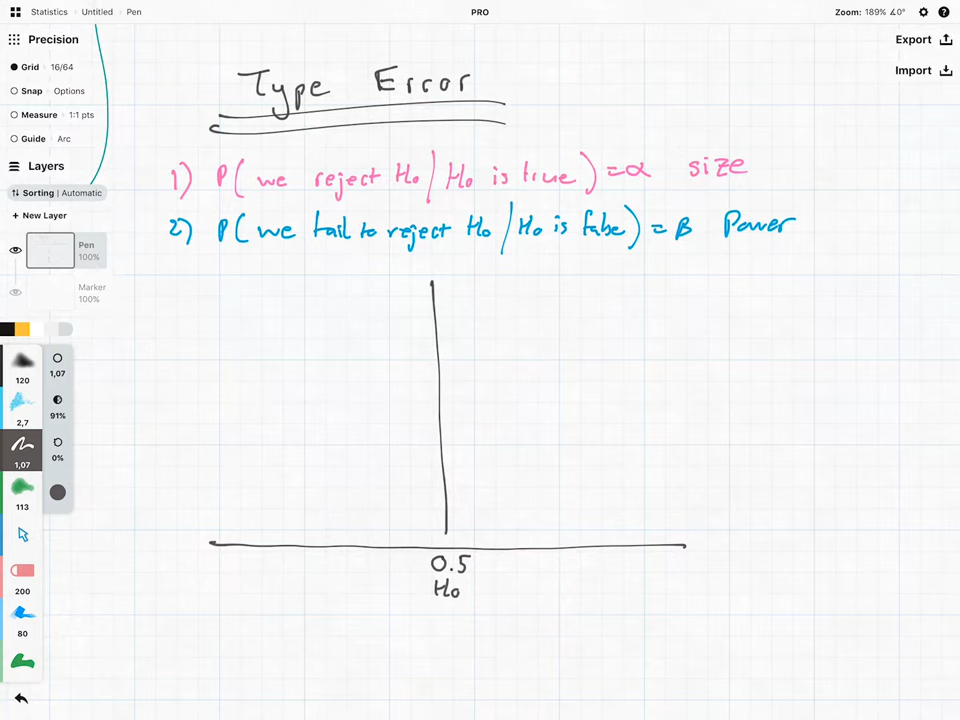 Statistics Untitled Pen
PRO
Zoom: 189% ∠0°
Precision
Grid 16/64
Snap Options
Measure 1:1 pts
Guide Arc
Layers
Sorting | Automatic
+ New Layer
Pen
100%
Marker
100%
120
2,7
1,07
113
200
80
1,07
91%
0%
Export
Import
Type Error
1) P( we reject H₀ / H₀ is true ) = α size
2) P( we fail to reject H₀ / H₀ is false ) = β Power
0.5
H₀